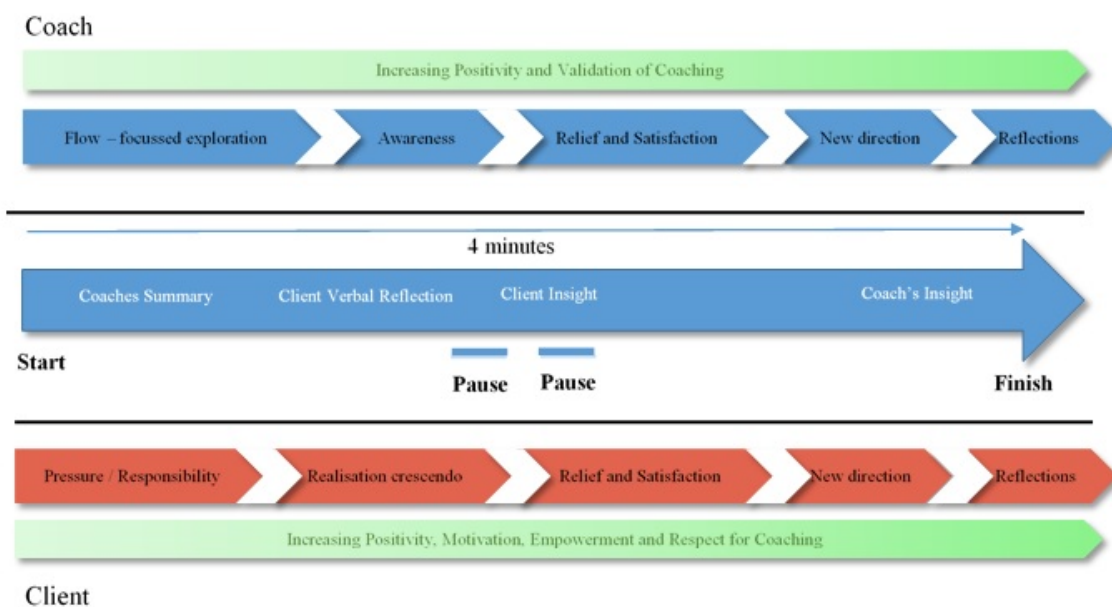 Coach
Increasing Positivity and Validation of Coaching
Flow – focussed exploration
Awareness
Relief and Satisfaction
New direction
Reflections
4 minutes
Coaches Summary
Client Verbal Reflection
Client Insight
Coach's Insight
Start
Pause
Pause
Finish
Pressure / Responsibility
Realisation crescendo
Relief and Satisfaction
New direction
Reflections
Increasing Positivity, Motivation, Empowerment and Respect for Coaching
Client